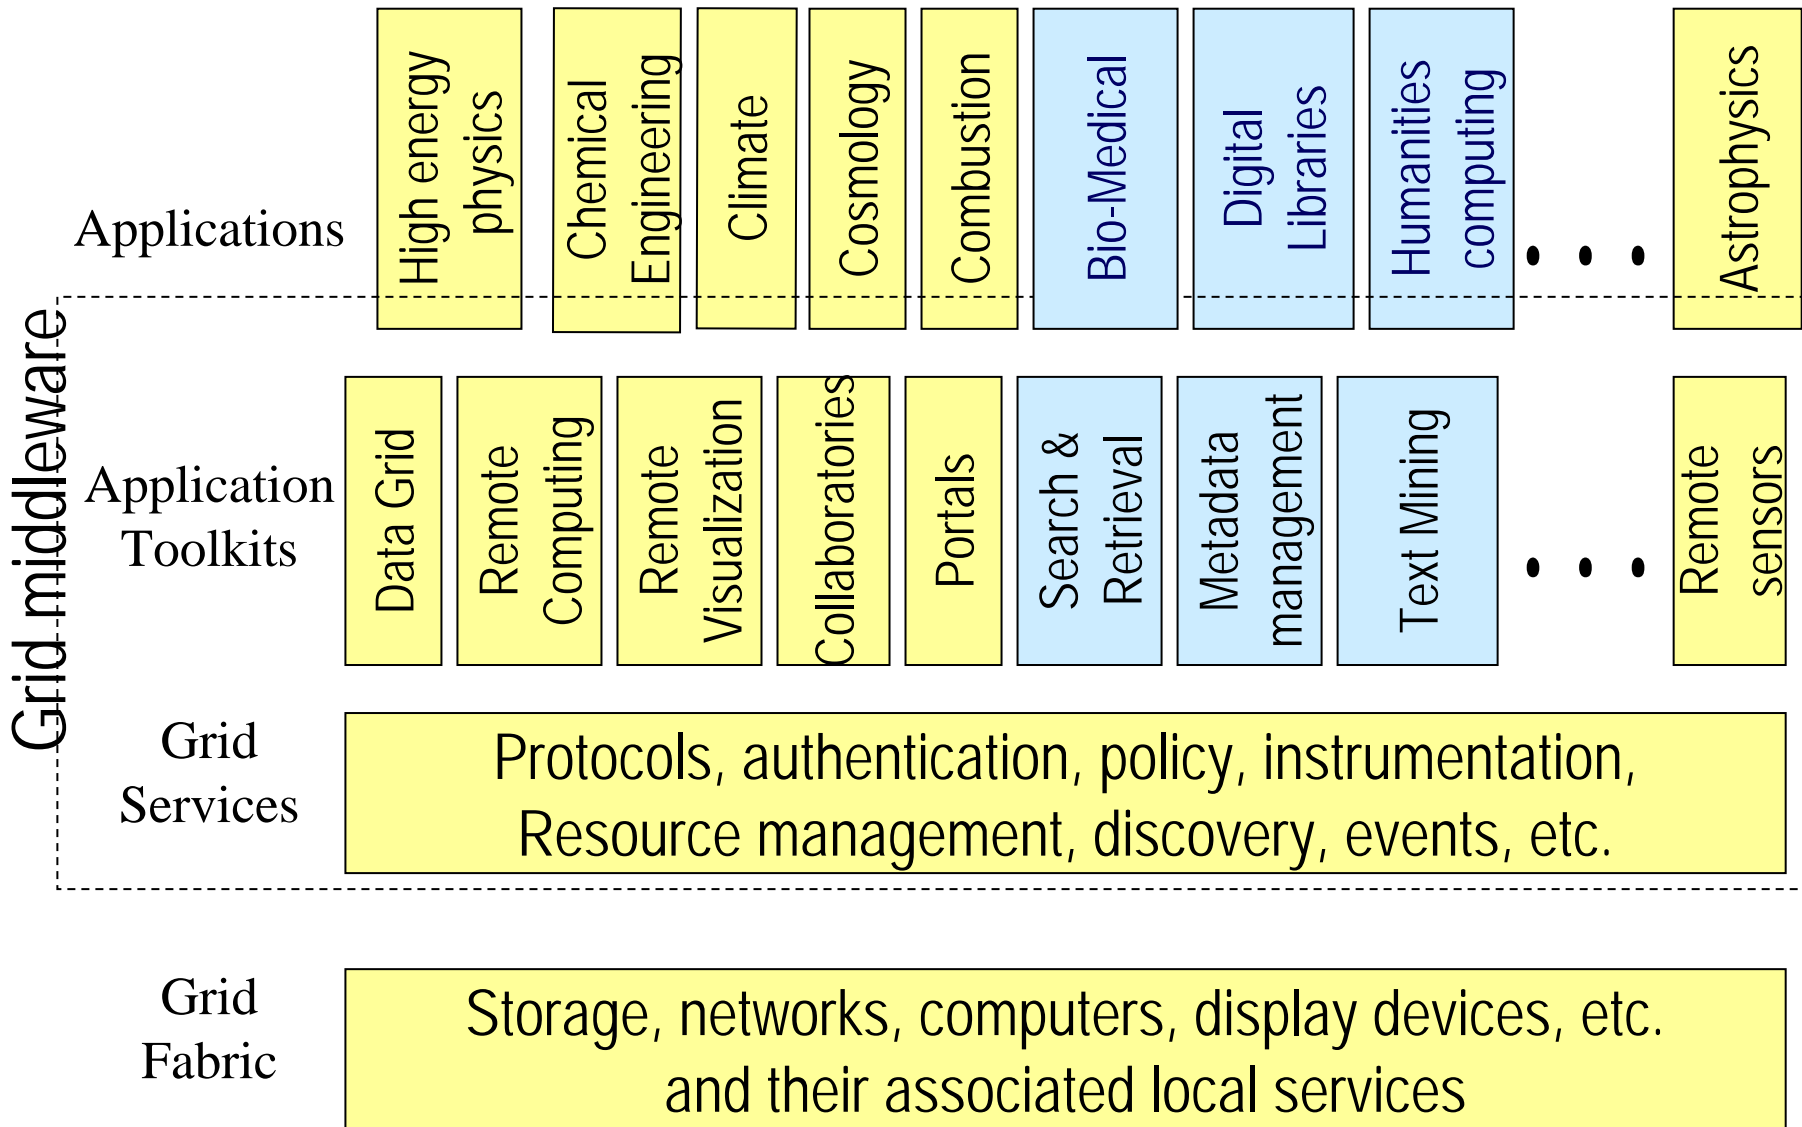 Applications
High energy
physics
Chemical
Engineering
Climate
Cosmology
Combustion
Bio-Medical
Digital
Libraries
Humanities
computing
• • •
Astrophysics
Grid middleware
Application
Toolkits
Data Grid
Remote
Computing
Remote
Visualization
Collaboratories
Portals
Search &
Retrieval
Metadata
management
Text Mining
• • •
Remote
sensors
Grid
Services
Protocols, authentication, policy, instrumentation,
Resource management, discovery, events, etc.
Grid
Fabric
Storage, networks, computers, display devices, etc.
and their associated local services